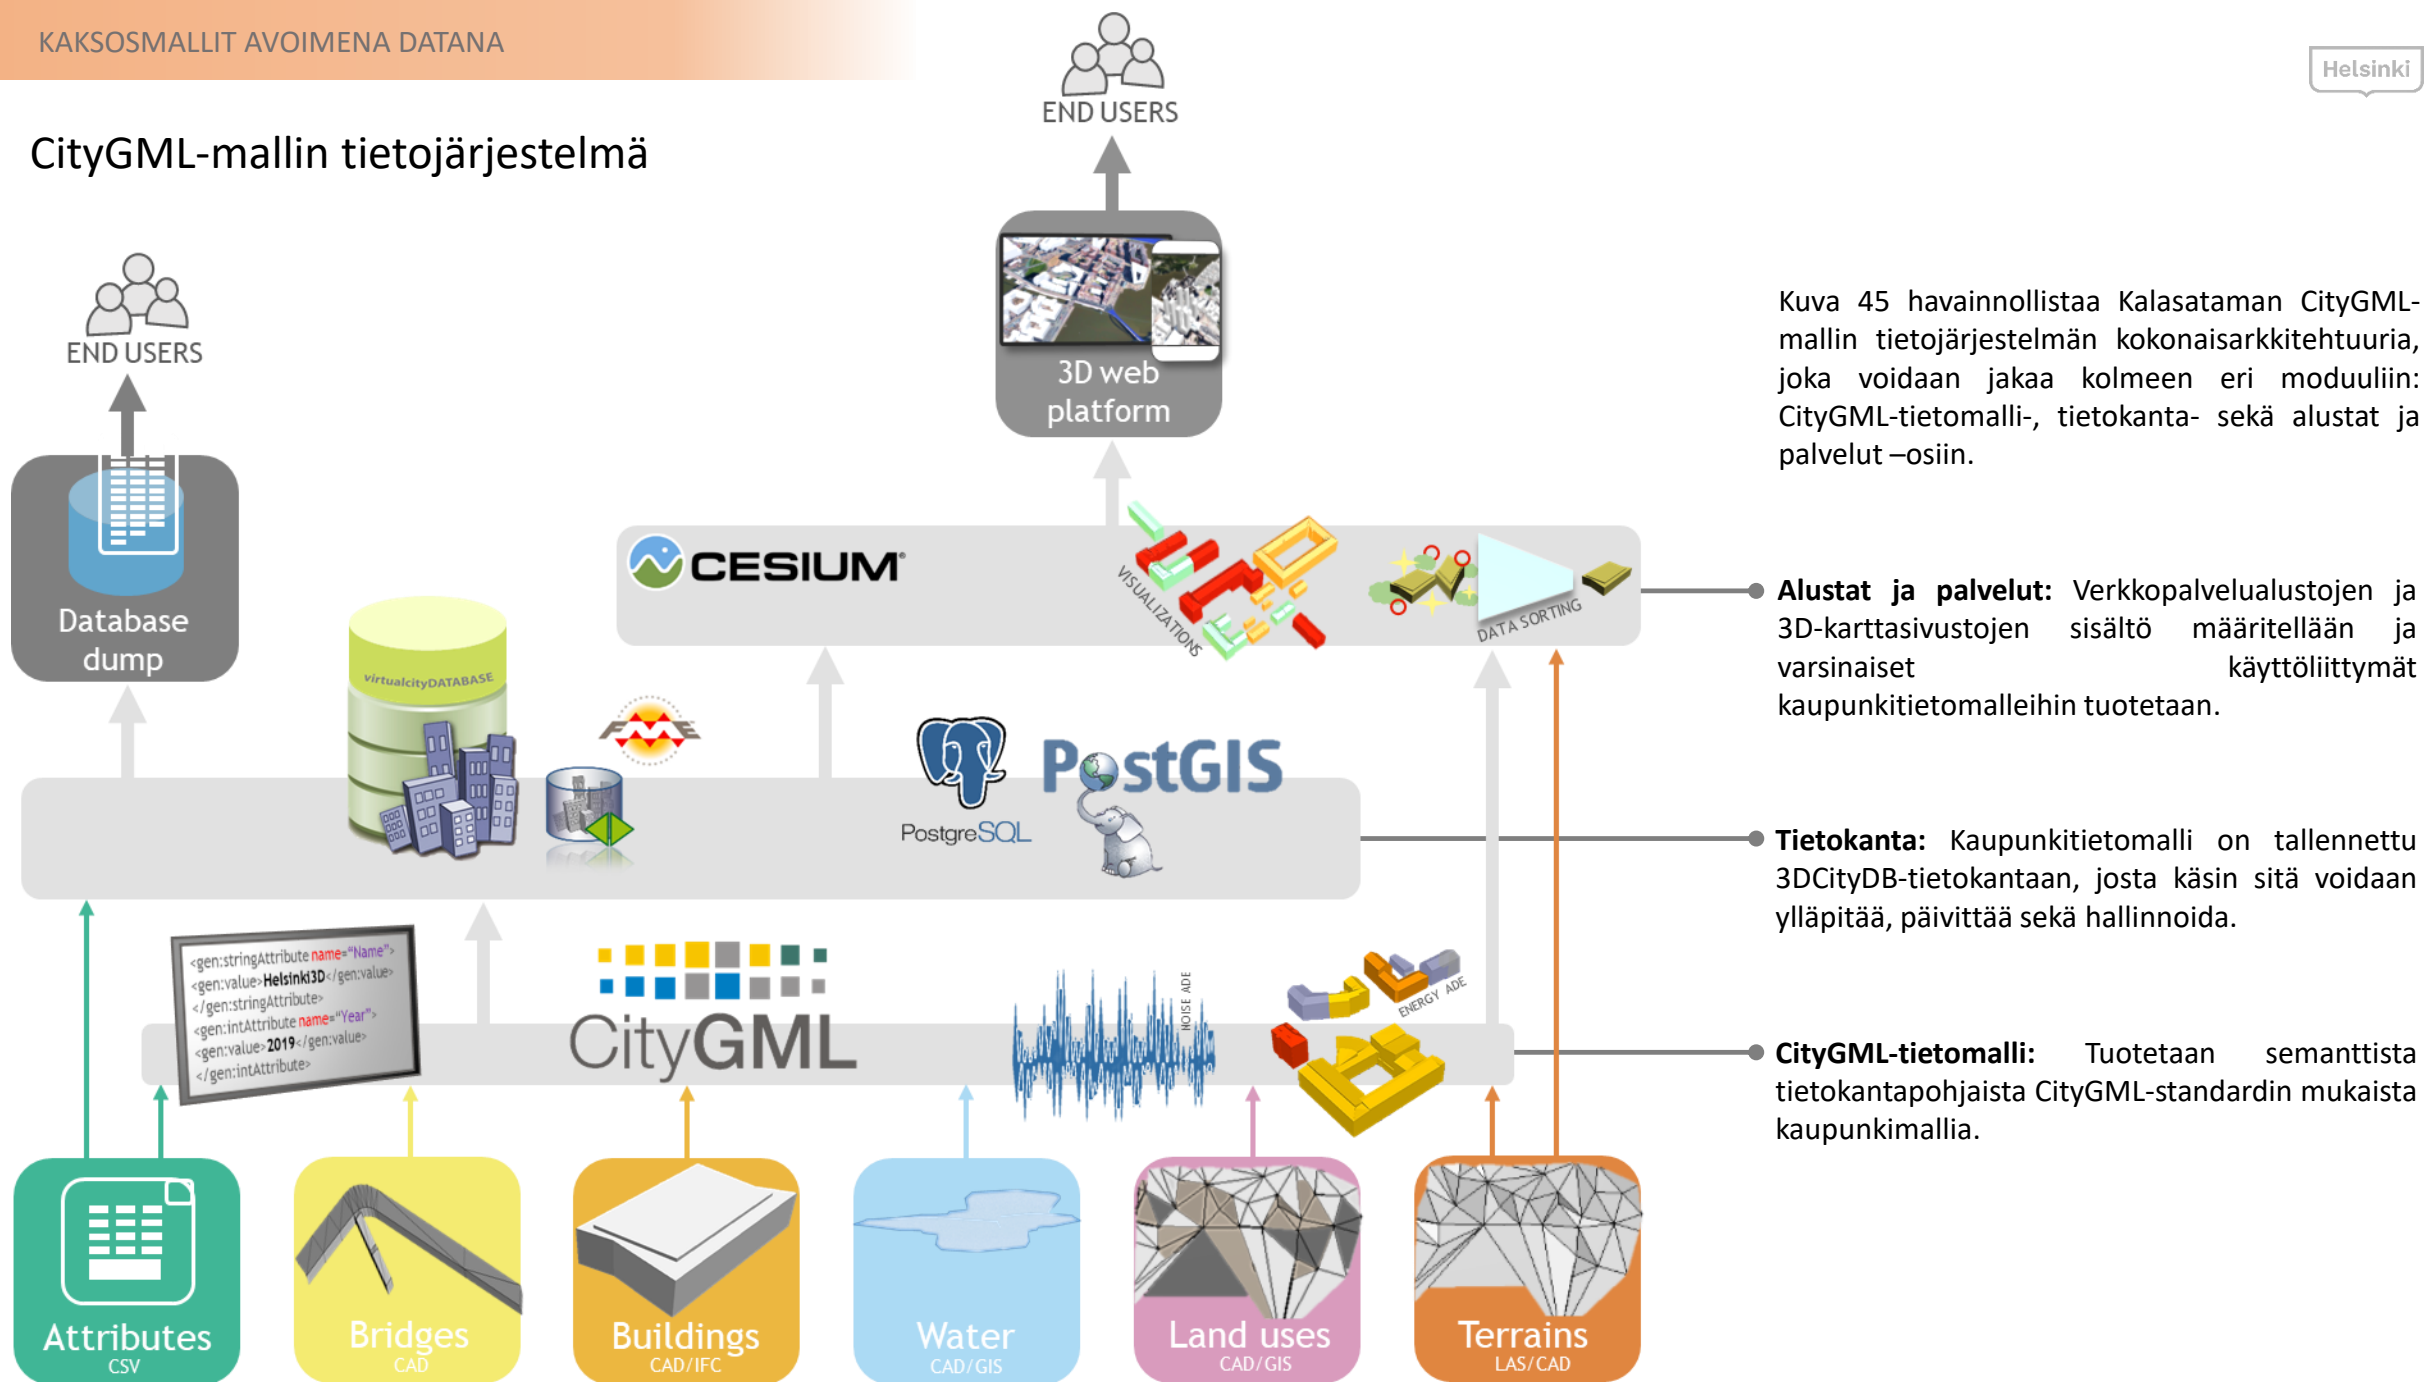 KAKSOSMALLIT AVOIMENA DATANA
Helsinki
CityGML-mallin tietojärjestelmä
END USERS
END USERS
3D web
platform
Database
dump
CESIUM®
VISUALIZATIONS
DATA SORTING
virtualcityDATABASE
FME
PostgreSQL
PostGIS
<gen:stringAttribute name="Name">
<gen:value>Helsinki3D</gen:value>
</gen:stringAttribute>
<gen:intAttribute name="Year">
<gen:value>2019</gen:value>
</gen:intAttribute>
CityGML
NOISE ADE
ENERGY ADE
Attributes
CSV
Bridges
CAD
Buildings
CAD/IFC
Water
CAD/GIS
Land uses
CAD/GIS
Terrains
LAS/CAD
Kuva 45 havainnollistaa Kalasataman CityGML-
mallin tietojärjestelmän kokonaisarkkitehtuuria,
joka voidaan jakaa kolmeen eri moduuliin:
CityGML-tietomalli-, tietokanta- sekä alustat ja
palvelut –osiin.
Alustat ja palvelut: Verkkopalvelualustojen ja
3D-karttasivustojen sisältö määritellään ja
varsinaiset käyttöliittymät
kaupunkitietomalleihin tuotetaan.
Tietokanta: Kaupunkitietomalli on tallennettu
3DCityDB-tietokantaan, josta käsin sitä voidaan
ylläpitää, päivittää sekä hallinnoida.
CityGML-tietomalli: Tuotetaan semanttista
tietokantapohjaista CityGML-standardin mukaista
kaupunkimallia.